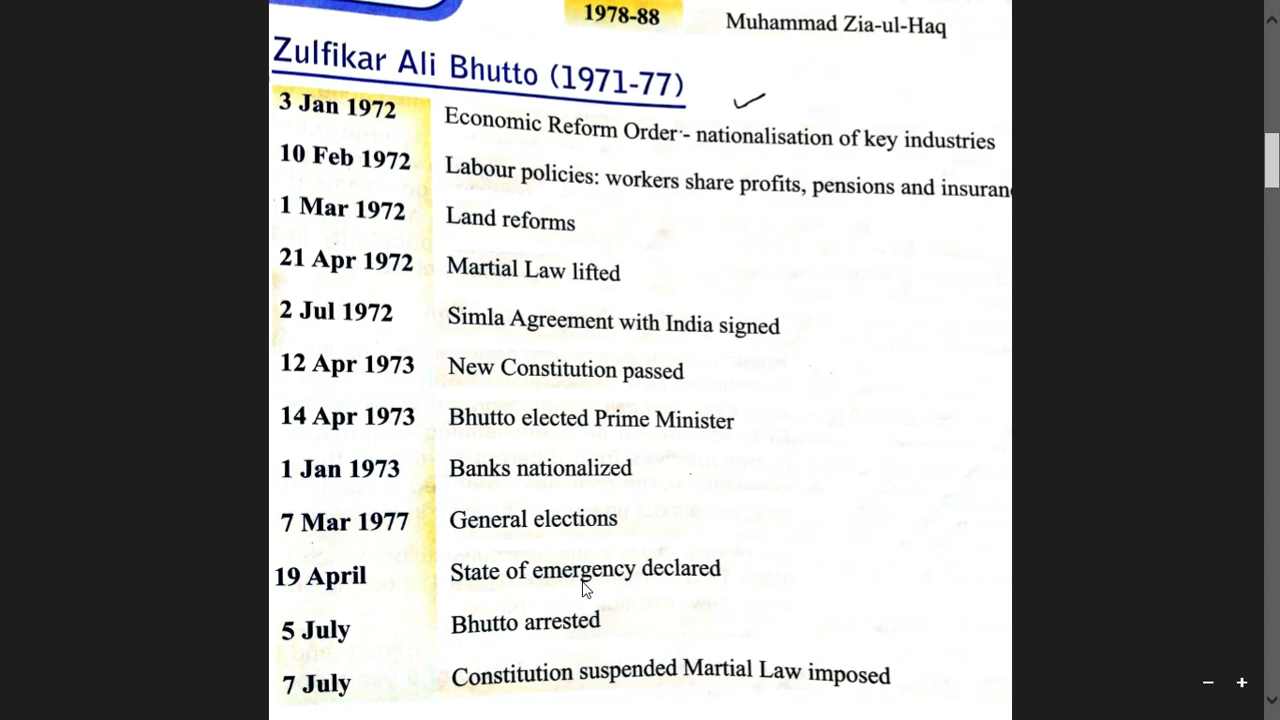 1978-88 Muhammad Zia-ul-Haq
Zulfikar Ali Bhutto (1971-77)
3 Jan 1972 Economic Reform Order - nationalisation of key industries
10 Feb 1972 Labour policies: workers share profits, pensions and insuran
1 Mar 1972 Land reforms
21 Apr 1972 Martial Law lifted
2 Jul 1972 Simla Agreement with India signed
12 Apr 1973 New Constitution passed
14 Apr 1973 Bhutto elected Prime Minister
1 Jan 1973 Banks nationalized
7 Mar 1977 General elections
19 April State of emergency declared
5 July Bhutto arrested
7 July Constitution suspended Martial Law imposed